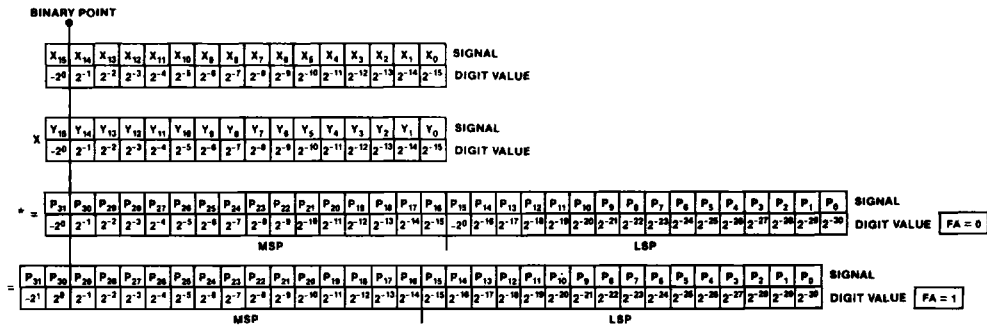 BINARY POINT
X15 X14 X13 X12 X11 X10 X9 X8 X7 X6 X5 X4 X3 X2 X1 X0 SIGNAL
-2^0 2^-1 2^-2 2^-3 2^-4 2^-5 2^-6 2^-7 2^-8 2^-9 2^-10 2^-11 2^-12 2^-13 2^-14 2^-15 DIGIT VALUE
Y15 Y14 Y13 Y12 Y11 Y10 Y9 Y8 Y7 Y6 Y5 Y4 Y3 Y2 Y1 Y0 SIGNAL
X -2^0 2^-1 2^-2 2^-3 2^-4 2^-5 2^-6 2^-7 2^-8 2^-9 2^-10 2^-11 2^-12 2^-13 2^-14 2^-15 DIGIT VALUE
* = P31 P30 P29 P28 P27 P26 P25 P24 P23 P22 P21 P20 P19 P18 P17 P16 P15 P14 P13 P12 P11 P10 P9 P8 P7 P6 P5 P4 P3 P2 P1 P0 SIGNAL
-2^0 2^-1 2^-2 2^-3 2^-4 2^-5 2^-6 2^-7 2^-8 2^-9 2^-10 2^-11 2^-12 2^-13 2^-14 2^-15 -2^0 2^-16 2^-17 2^-18 2^-19 2^-20 2^-21 2^-22 2^-23 2^-24 2^-25 2^-26 2^-27 2^-28 2^-29 2^-30 DIGIT VALUE FA = 0
MSP LSP
= P31 P30 P29 P28 P27 P26 P25 P24 P23 P22 P21 P20 P19 P18 P17 P16 P15 P14 P13 P12 P11 P10 P9 P8 P7 P6 P5 P4 P3 P2 P1 P0 SIGNAL
-2^1 2^0 2^-1 2^-2 2^-3 2^-4 2^-5 2^-6 2^-7 2^-8 2^-9 2^-10 2^-11 2^-12 2^-13 2^-14 2^-15 2^-16 2^-17 2^-18 2^-19 2^-20 2^-21 2^-22 2^-23 2^-24 2^-25 2^-26 2^-27 2^-28 2^-29 2^-30 DIGIT VALUE FA = 1
MSP LSP